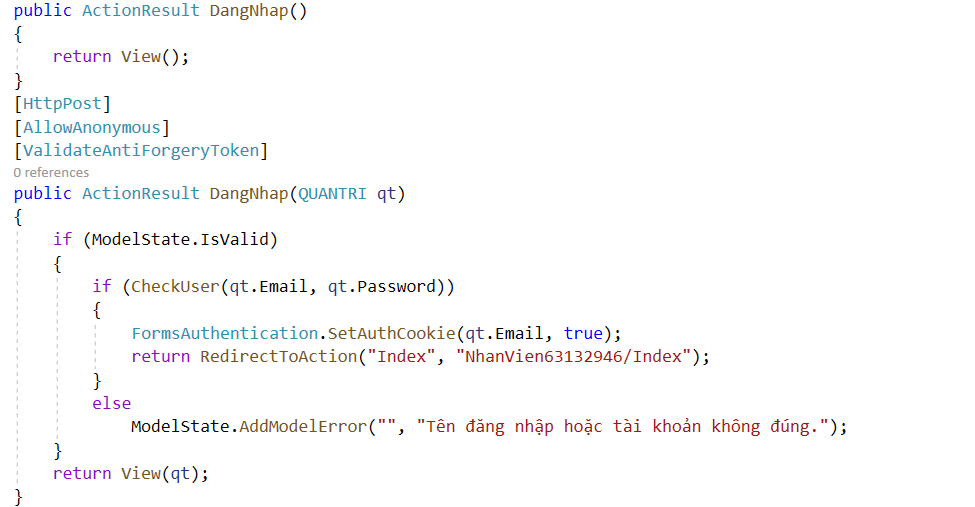 public ActionResult DangNhap()
{
    return View();
}
[HttpPost]
[AllowAnonymous]
[ValidateAntiForgeryToken]
0 references
public ActionResult DangNhap(QUANTRI qt)
{
    if (ModelState.IsValid)
    {
        if (CheckUser(qt.Email, qt.Password))
        {
            FormsAuthentication.SetAuthCookie(qt.Email, true);
            return RedirectToAction("Index", "NhanVien63132946/Index");
        }
        else
            ModelState.AddModelError("", "Tên đăng nhập hoặc tài khoản không đúng.");
    }
    return View(qt);
}